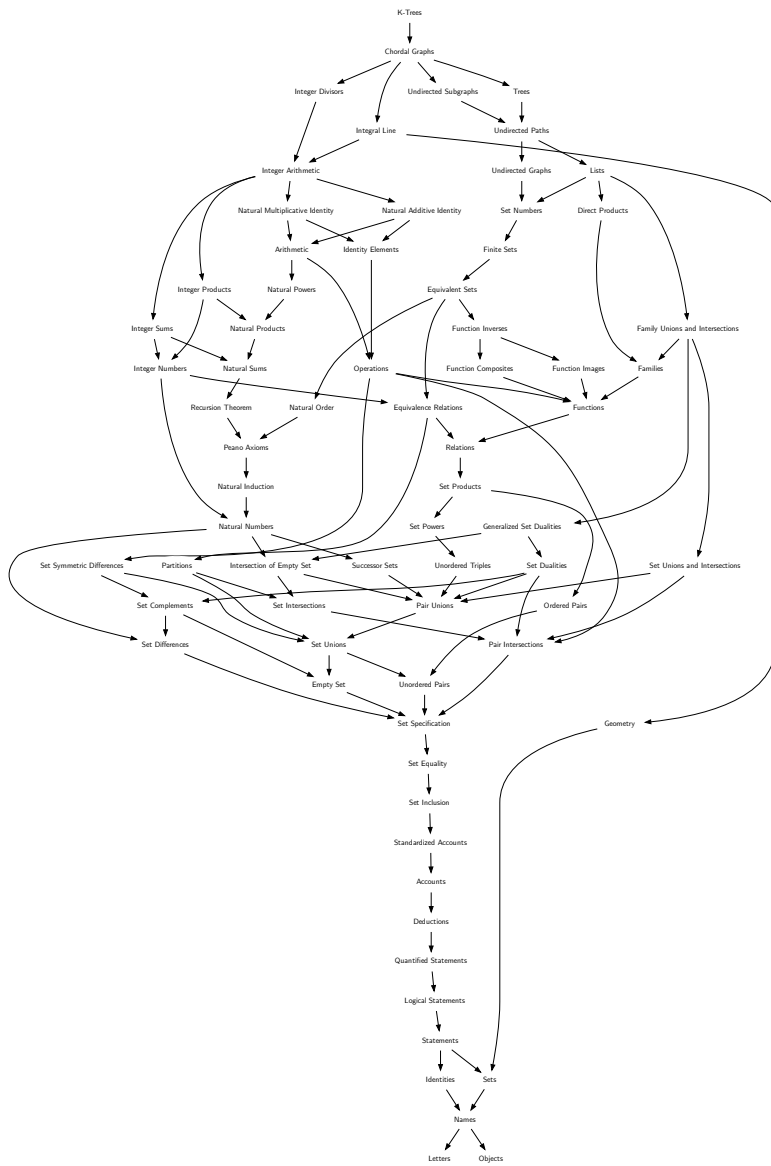 K-Trees
Chordal Graphs
Integer Divisors
Undirected Subgraphs
Trees
Integral Line
Undirected Paths
Integer Arithmetic
Undirected Graphs
Lists
Natural Multiplicative Identity
Natural Additive Identity
Set Numbers
Direct Products
Arithmetic
Identity Elements
Finite Sets
Integer Products
Natural Powers
Equivalent Sets
Integer Sums
Natural Products
Function Inverses
Family Unions and Intersections
Integer Numbers
Natural Sums
Operations
Function Composites
Function Images
Families
Recursion Theorem
Natural Order
Equivalence Relations
Functions
Peano Axioms
Relations
Natural Induction
Set Products
Natural Numbers
Set Powers
Generalized Set Dualities
Set Symmetric Differences
Partitions
Intersection of Empty Set
Successor Sets
Unordered Triples
Set Dualities
Set Unions and Intersections
Set Complements
Set Intersections
Pair Unions
Ordered Pairs
Set Differences
Set Unions
Pair Intersections
Empty Set
Unordered Pairs
Set Specification
Geometry
Set Equality
Set Inclusion
Standardized Accounts
Accounts
Deductions
Quantified Statements
Logical Statements
Statements
Identities
Sets
Names
Letters
Objects